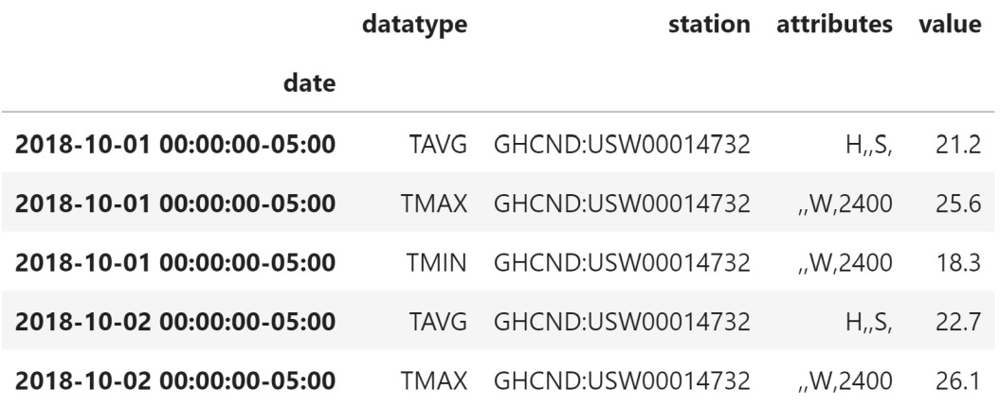 datatype station attributes value
date
2018-10-01 00:00:00-05:00 TAVG GHCND:USW00014732 H,,S, 21.2
2018-10-01 00:00:00-05:00 TMAX GHCND:USW00014732 ,,W,2400 25.6
2018-10-01 00:00:00-05:00 TMIN GHCND:USW00014732 ,,W,2400 18.3
2018-10-02 00:00:00-05:00 TAVG GHCND:USW00014732 H,,S, 22.7
2018-10-02 00:00:00-05:00 TMAX GHCND:USW00014732 ,,W,2400 26.1